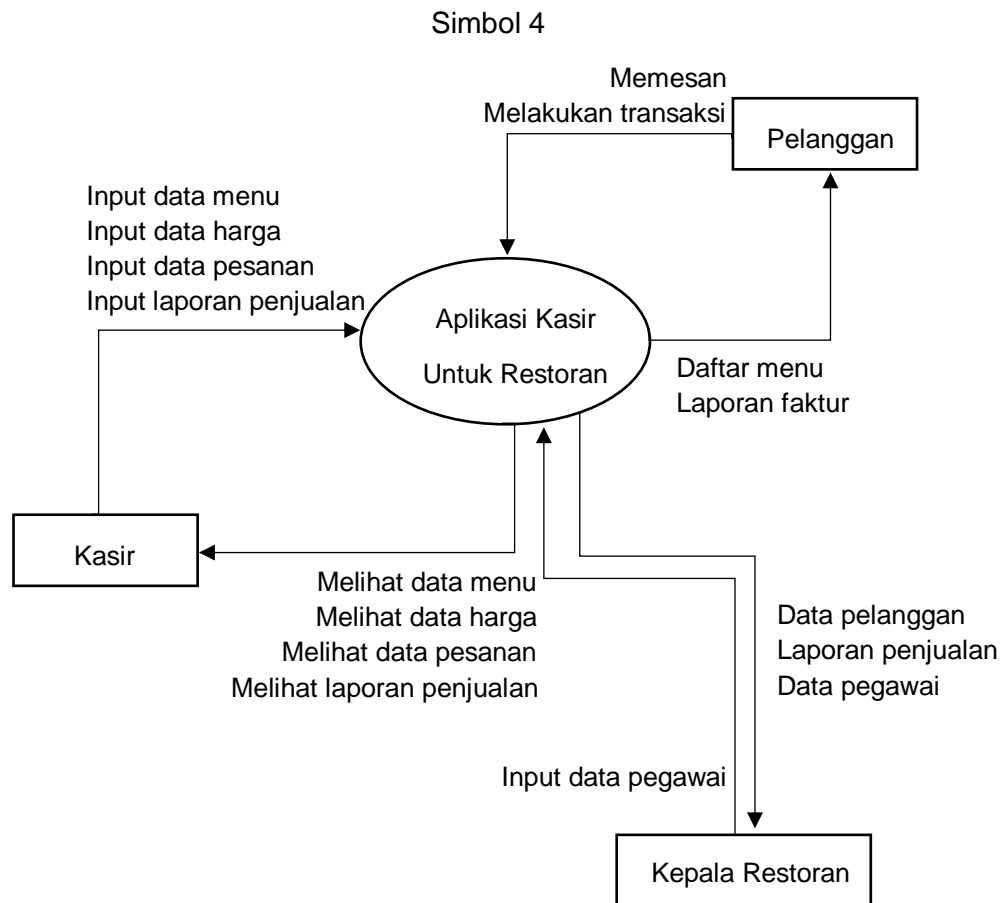 Simbol 4
Memesan
Melakukan transaksi
Pelanggan
Input data menu
Input data harga
Input data pesanan
Input laporan penjualan
Aplikasi Kasir
Untuk Restoran
Daftar menu
Laporan faktur
Kasir
Melihat data menu
Melihat data harga
Melihat data pesanan
Melihat laporan penjualan
Data pelanggan
Laporan penjualan
Data pegawai
Input data pegawai
Kepala Restoran